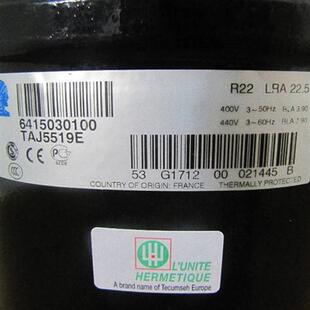 R22 LRA 22.5
400V 3~50Hz RLA 3.90
440V 3~60Hz RLA 3.90
6415030100
TAJ5519E
53 G1712 00 021445 B
COUNTRY OF ORIGIN: FRANCE THERMALLY PROTECTED
L'UNITE
HERMETIQUE
A brand name of Tecumseh Europe